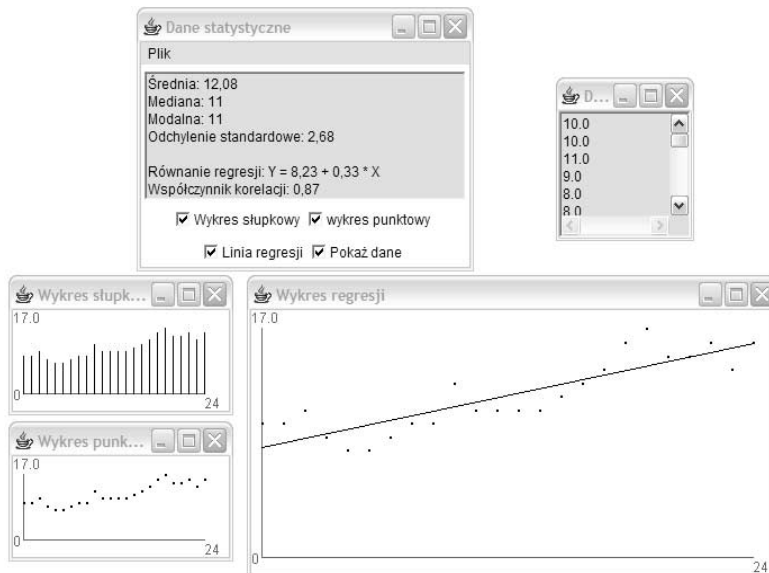 Dane statystyczne
Plik
Średnia: 12,08
Mediana: 11
Modalna: 11
Odchylenie standardowe: 2,68
Równanie regresji: Y = 8,23 + 0,33 * X
Współczynnik korelacji: 0,87
Wykres słupkowy wykres punktowy
Linia regresji Pokaż dane
D...
10.0
10.0
11.0
9.0
8.0
8.0
Wykres słupk...
17.0
0
24
Wykres punk...
17.0
0
24
Wykres regresji
17.0
0
24